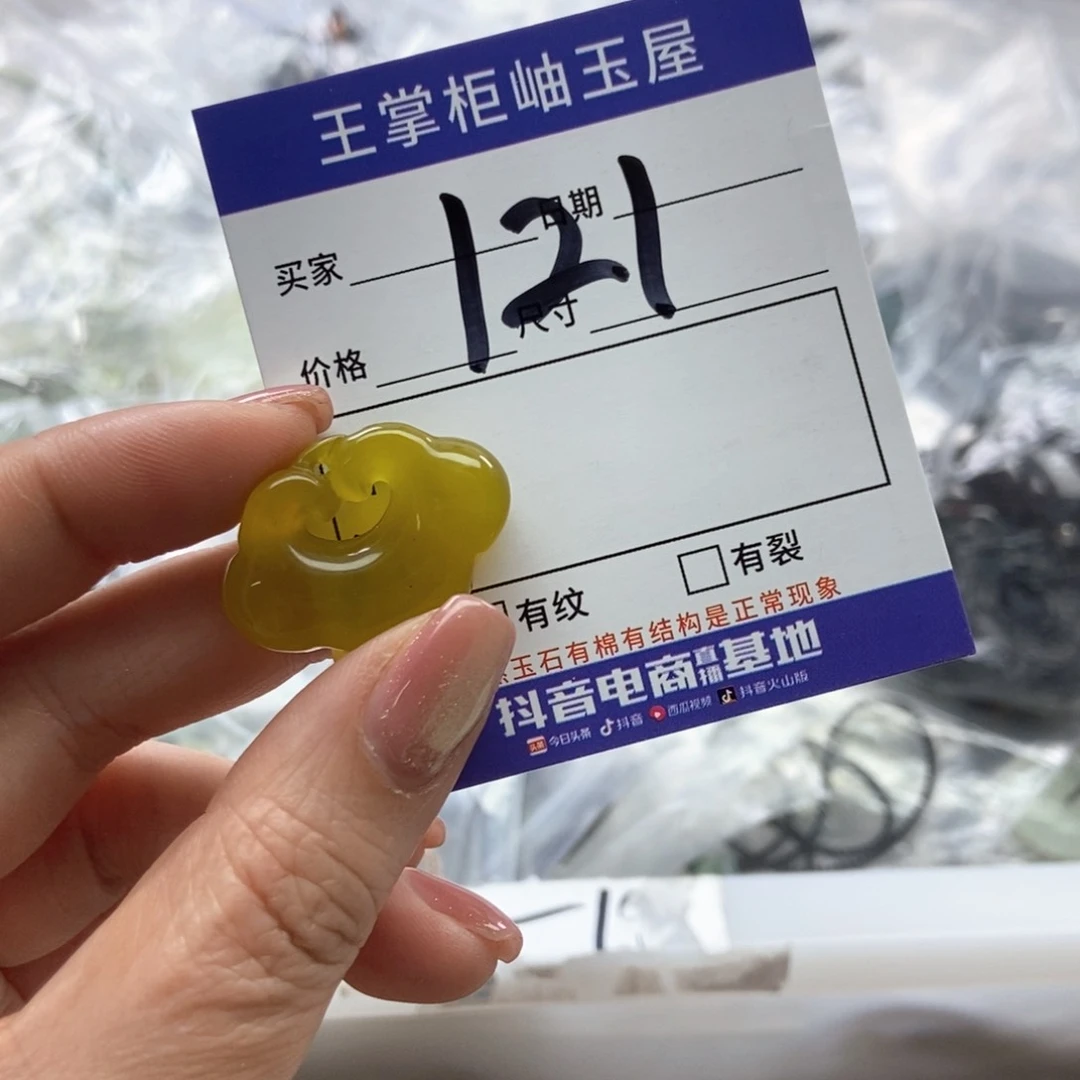 王掌柜岫玉屋
买家 日期
121
价格 尺寸
有纹 有裂
玉石有棉有结构是正常现象
抖音电商直播基地
头条 今日头条 抖音 西瓜视频 抖音火山版